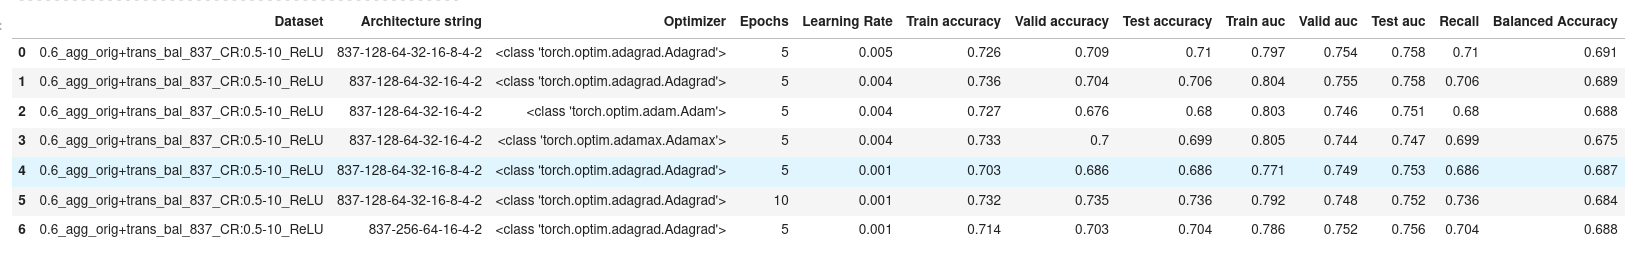 Dataset Architecture string Optimizer Epochs Learning Rate Train accuracy Valid accuracy Test accuracy Train auc Valid auc Test auc Recall Balanced Accuracy
0 0.6_agg_orig+trans_bal_837_CR:0.5-10_ReLU 837-128-64-32-16-8-4-2 <class 'torch.optim.adagrad.Adagrad'> 5 0.005 0.726 0.709 0.71 0.797 0.754 0.758 0.71 0.691
1 0.6_agg_orig+trans_bal_837_CR:0.5-10_ReLU 837-128-64-32-16-8-4-2 <class 'torch.optim.adagrad.Adagrad'> 5 0.004 0.736 0.704 0.706 0.804 0.755 0.758 0.706 0.689
2 0.6_agg_orig+trans_bal_837_CR:0.5-10_ReLU 837-128-64-32-16-8-4-2 <class 'torch.optim.adam.Adam'> 5 0.004 0.727 0.676 0.68 0.803 0.746 0.751 0.68 0.688
3 0.6_agg_orig+trans_bal_837_CR:0.5-10_ReLU 837-128-64-32-16-8-4-2 <class 'torch.optim.adamax.Adamax'> 5 0.004 0.733 0.7 0.699 0.805 0.744 0.747 0.699 0.675
4 0.6_agg_orig+trans_bal_837_CR:0.5-10_ReLU 837-128-64-32-16-8-4-2 <class 'torch.optim.adagrad.Adagrad'> 5 0.001 0.703 0.686 0.686 0.771 0.749 0.753 0.686 0.687
5 0.6_agg_orig+trans_bal_837_CR:0.5-10_ReLU 837-128-64-32-16-8-4-2 <class 'torch.optim.adagrad.Adagrad'> 10 0.001 0.732 0.735 0.736 0.792 0.748 0.752 0.736 0.684
6 0.6_agg_orig+trans_bal_837_CR:0.5-10_ReLU 837-256-64-16-4-2 <class 'torch.optim.adagrad.Adagrad'> 5 0.001 0.714 0.703 0.704 0.786 0.752 0.756 0.704 0.688